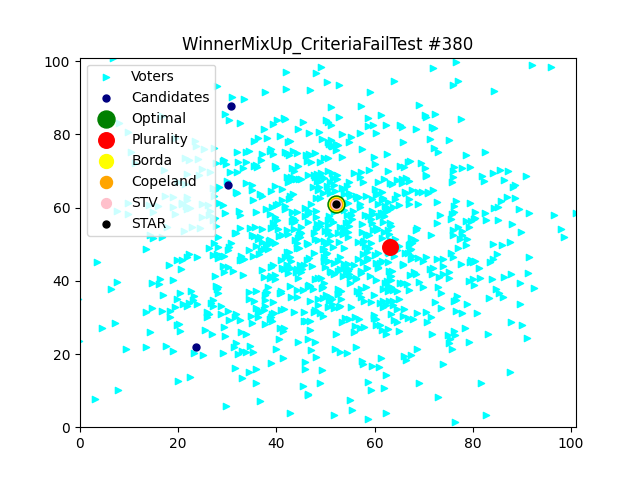 WinnerMixUp_CriteriaFailTest #380
100
80
60
40
20
0
Voters
Candidates
Optimal
Plurality
Borda
Copeland
STV
STAR
0 20 40 60 80 100